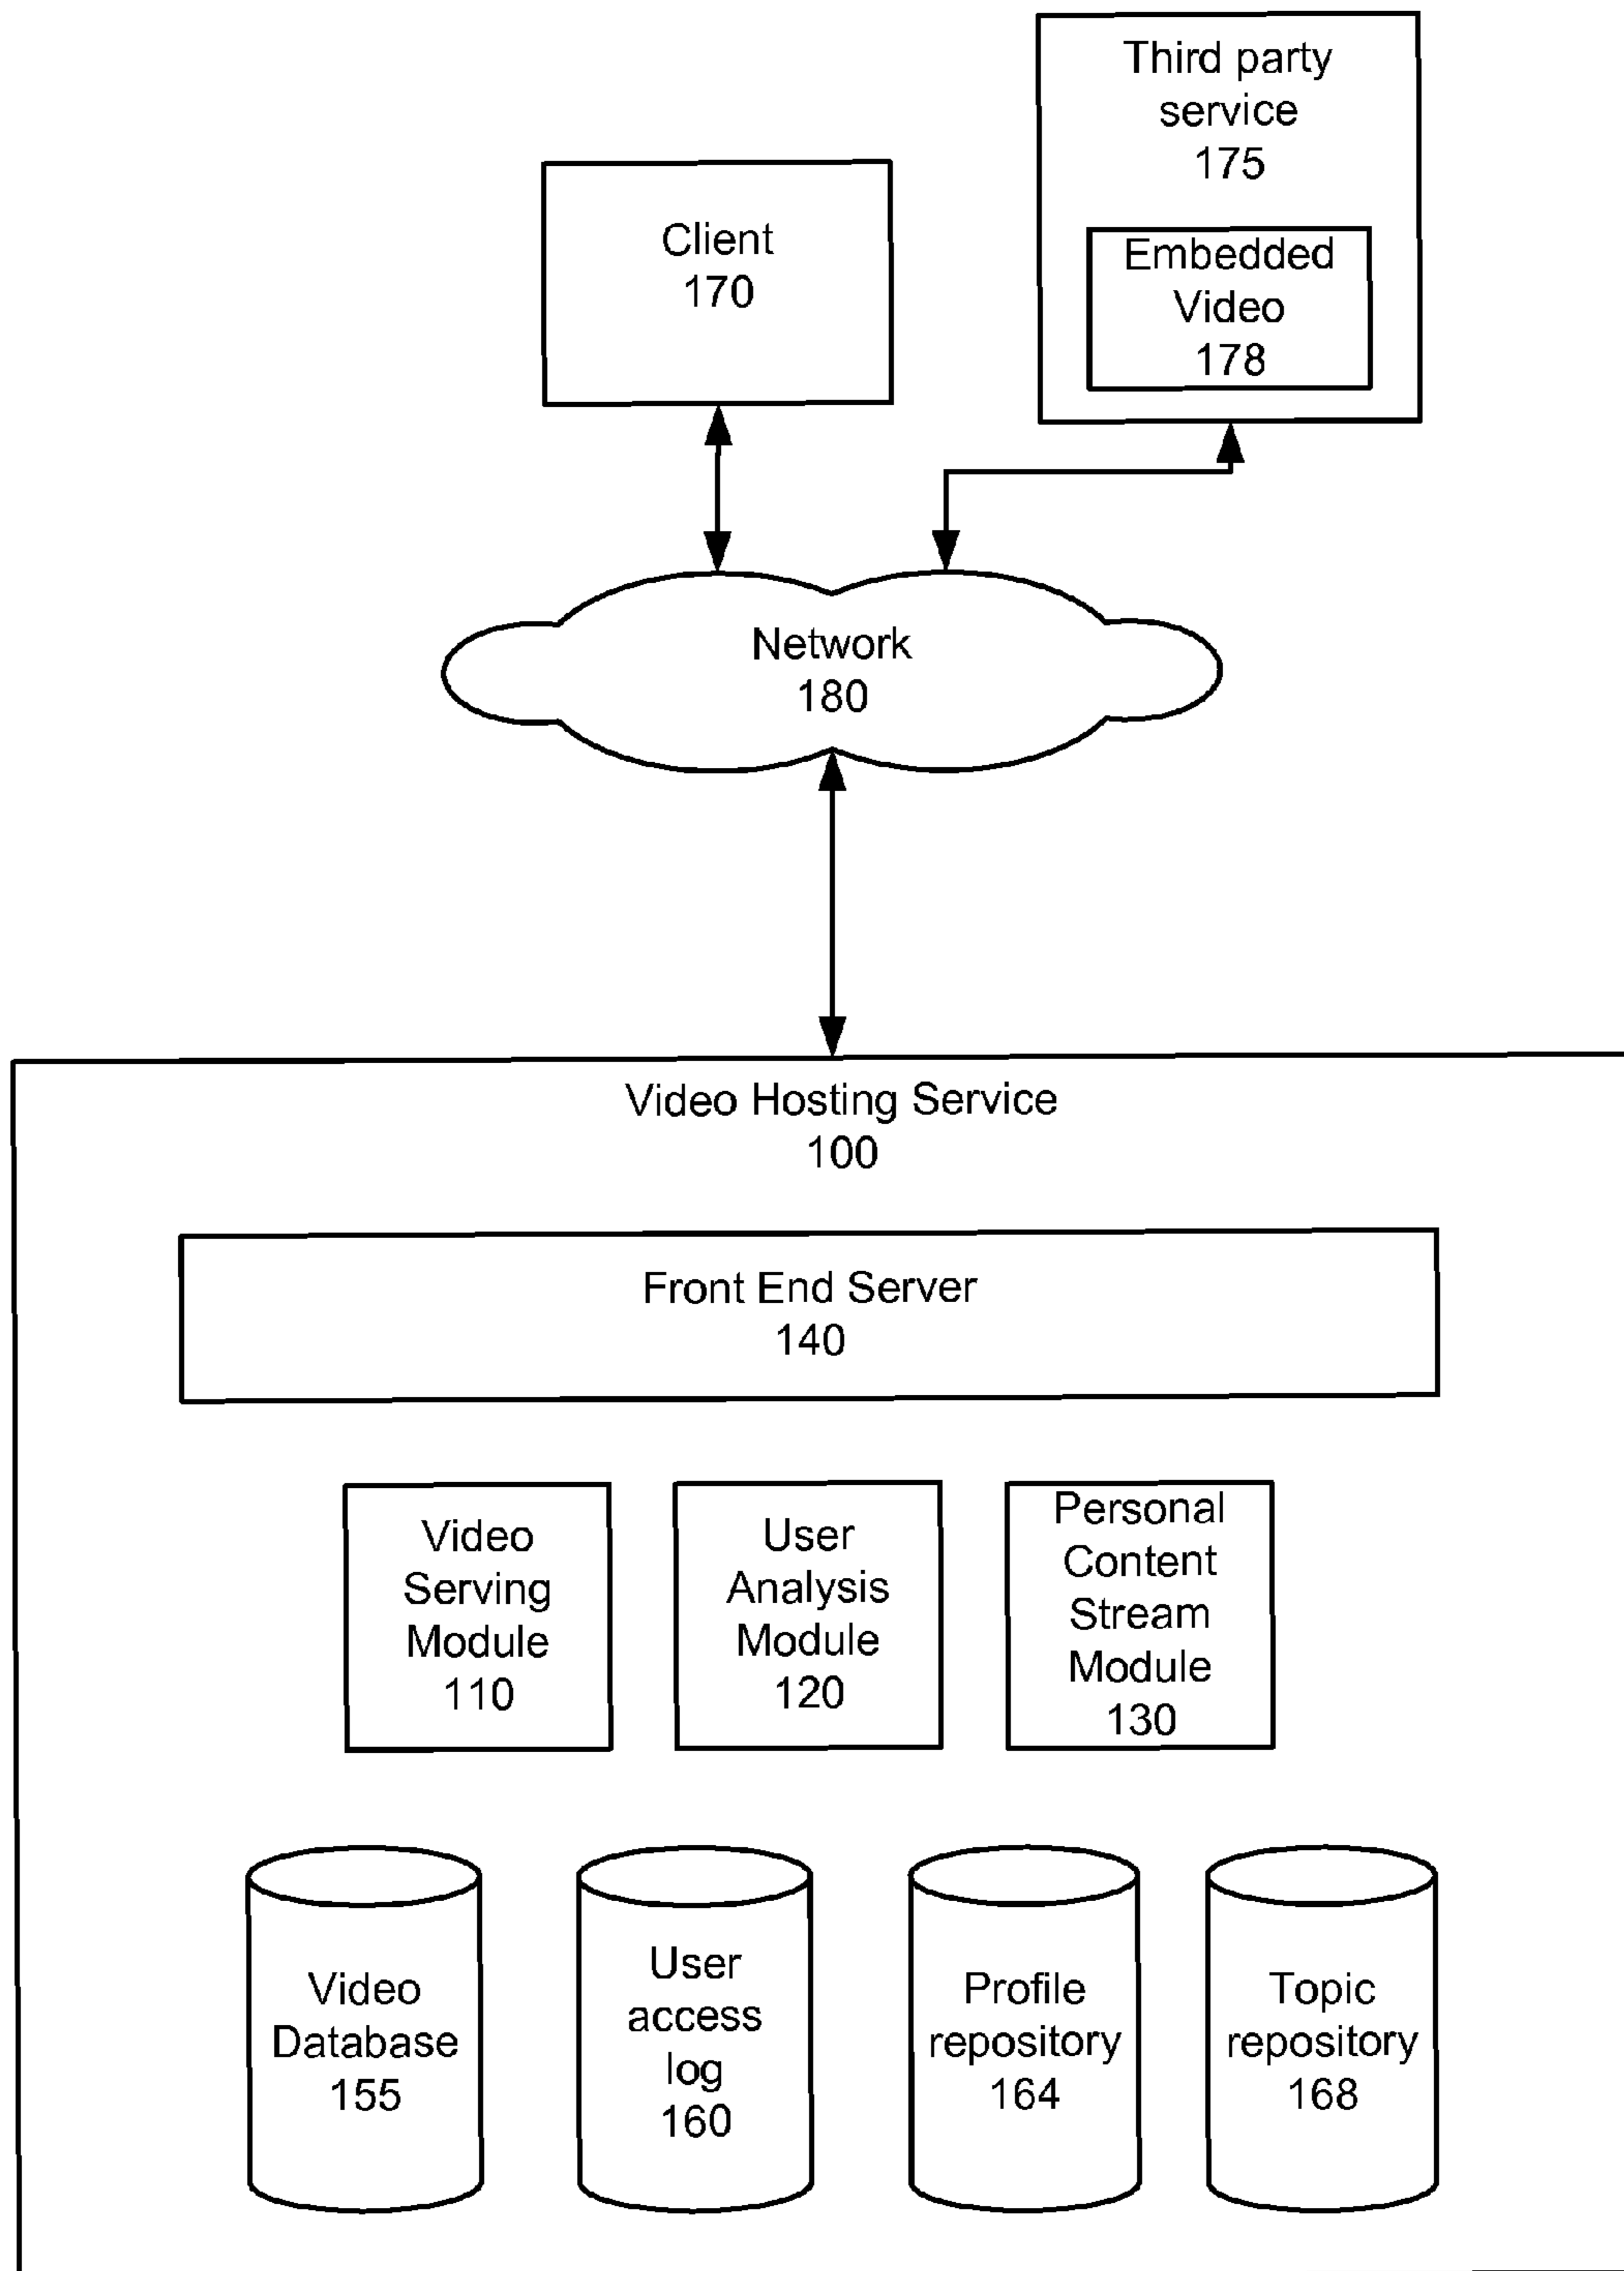 Third party
service
175
Embedded
Video
178
Client
170
Network
180
Video Hosting Service
100
Front End Server
140
Video
Serving
Module
110
User
Analysis
Module
120
Personal
Content
Stream
Module
130
Video
Database
155
User
access
log
160
Profile
repository
164
Topic
repository
168